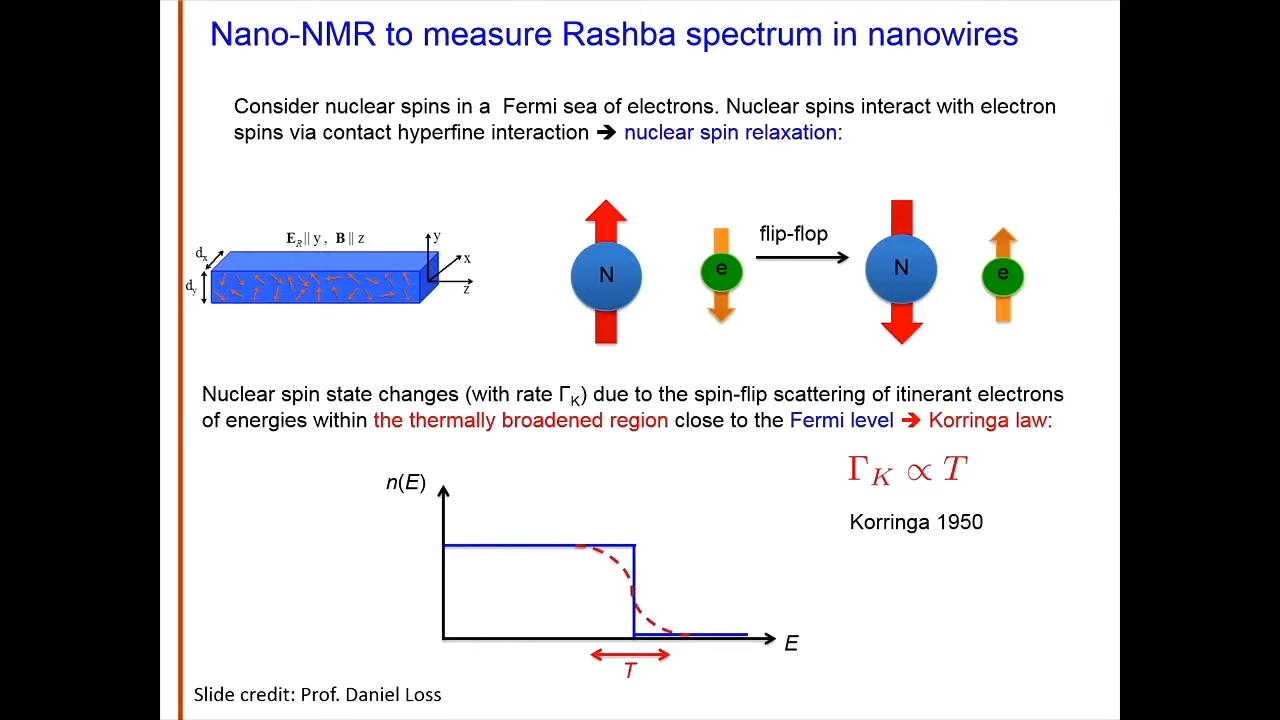 Nano-NMR to measure Rashba spectrum in nanowires
Consider nuclear spins in a Fermi sea of electrons. Nuclear spins interact with electron
spins via contact hyperfine interaction ➔ nuclear spin relaxation:
E_R || y , B || z
d_x
d_y
y
x
z
N
e
flip-flop
N
e
Nuclear spin state changes (with rate Γ_K) due to the spin-flip scattering of itinerant electrons
of energies within the thermally broadened region close to the Fermi level ➔ Korringa law:
Γ_K ∝ T
Korringa 1950
n(E)
E
T
Slide credit: Prof. Daniel Loss